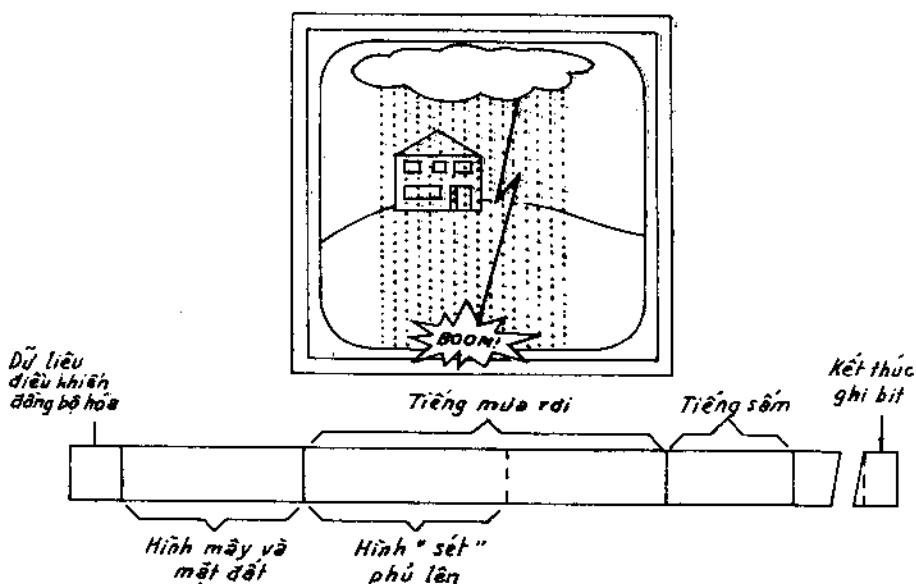 BOOM!
Dữ liệu
điều khiển
đồng bộ hóa
Tiếng mưa rơi
Tiếng sấm
Kết thúc
ghi bit
Hình mây và
mặt đất
Hình "sét"
phủ lên